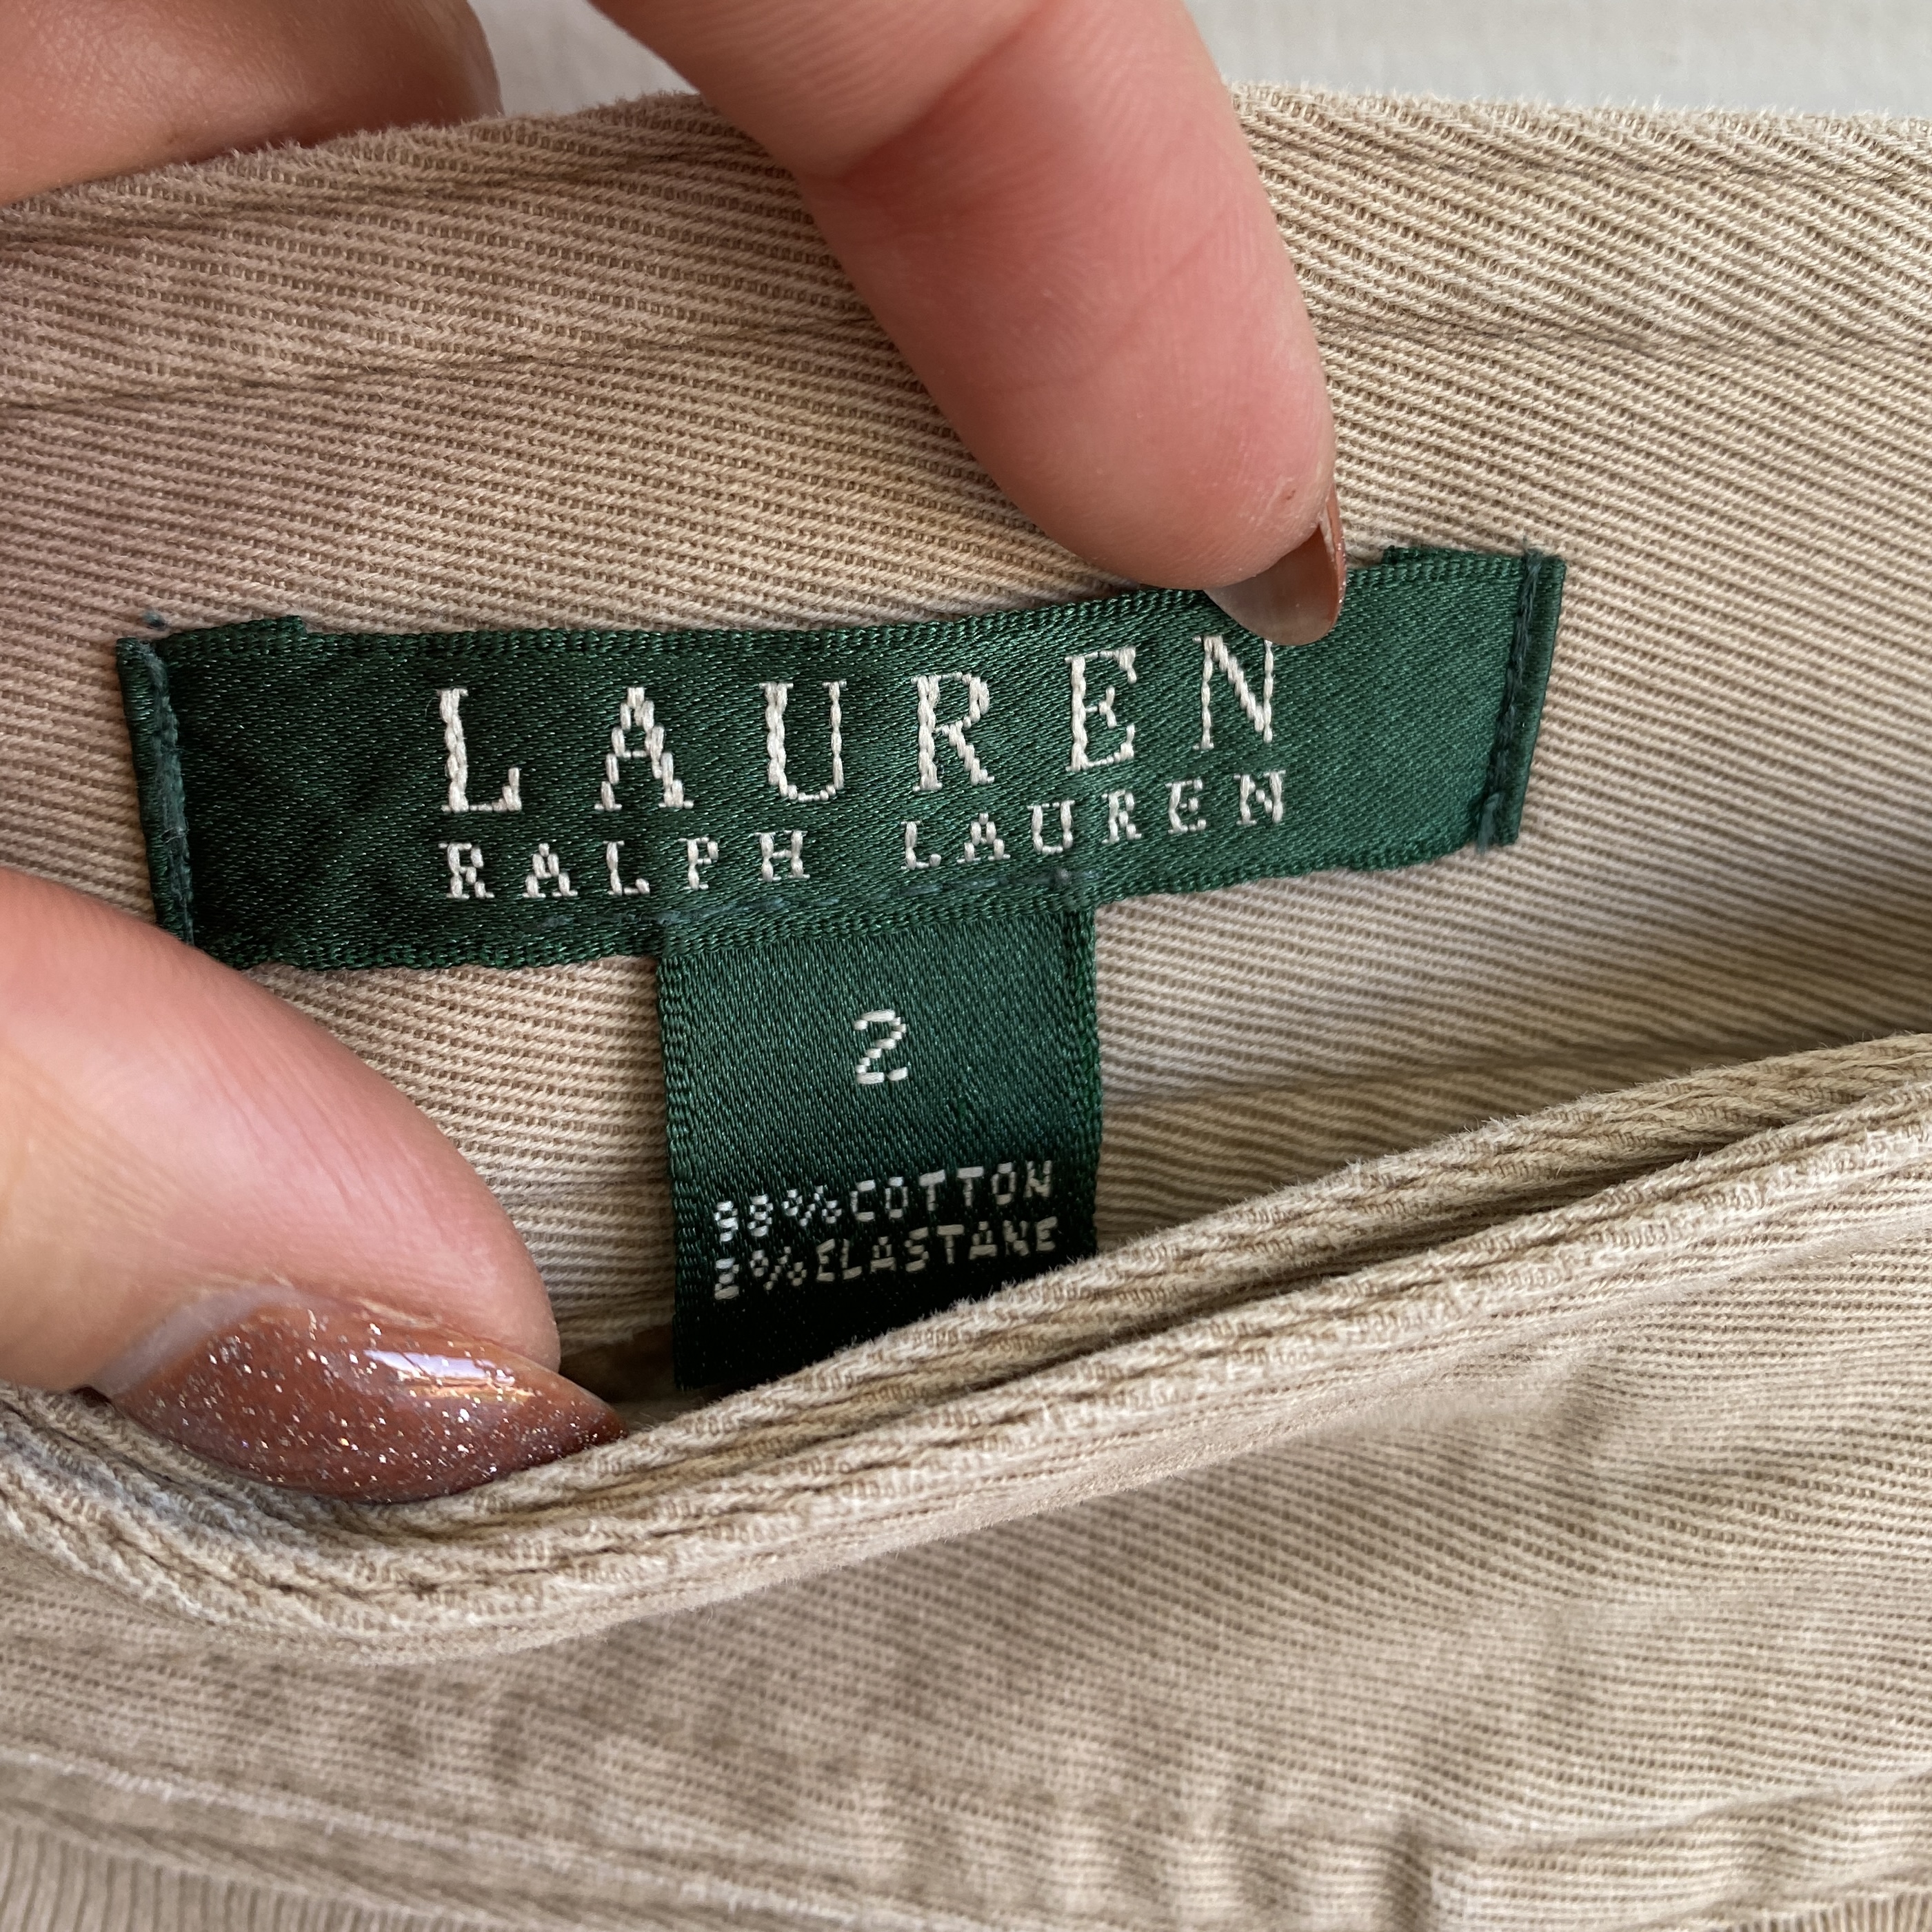 LAUREN
RALPH LAUREN
2
98%COTTON
2%ELASTANE